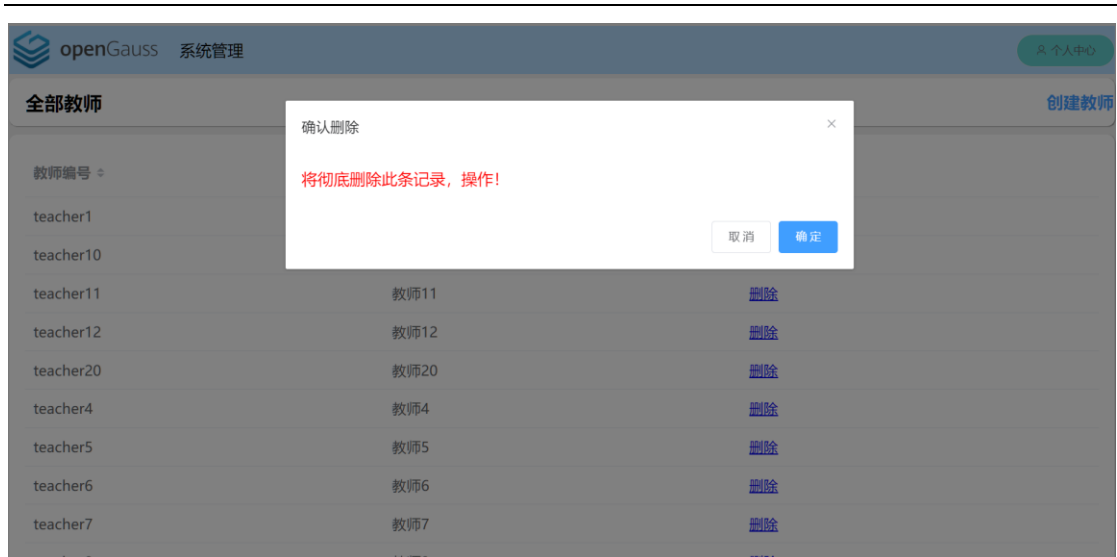 openGauss 系统管理 个人中心
全部教师 创建教师
确认删除
将彻底删除此条记录，操作！
取消 确定
教师编号
teacher1
teacher10
teacher11 教师11 删除
teacher12 教师12 删除
teacher20 教师20 删除
teacher4 教师4 删除
teacher5 教师5 删除
teacher6 教师6 删除
teacher7 教师7 删除